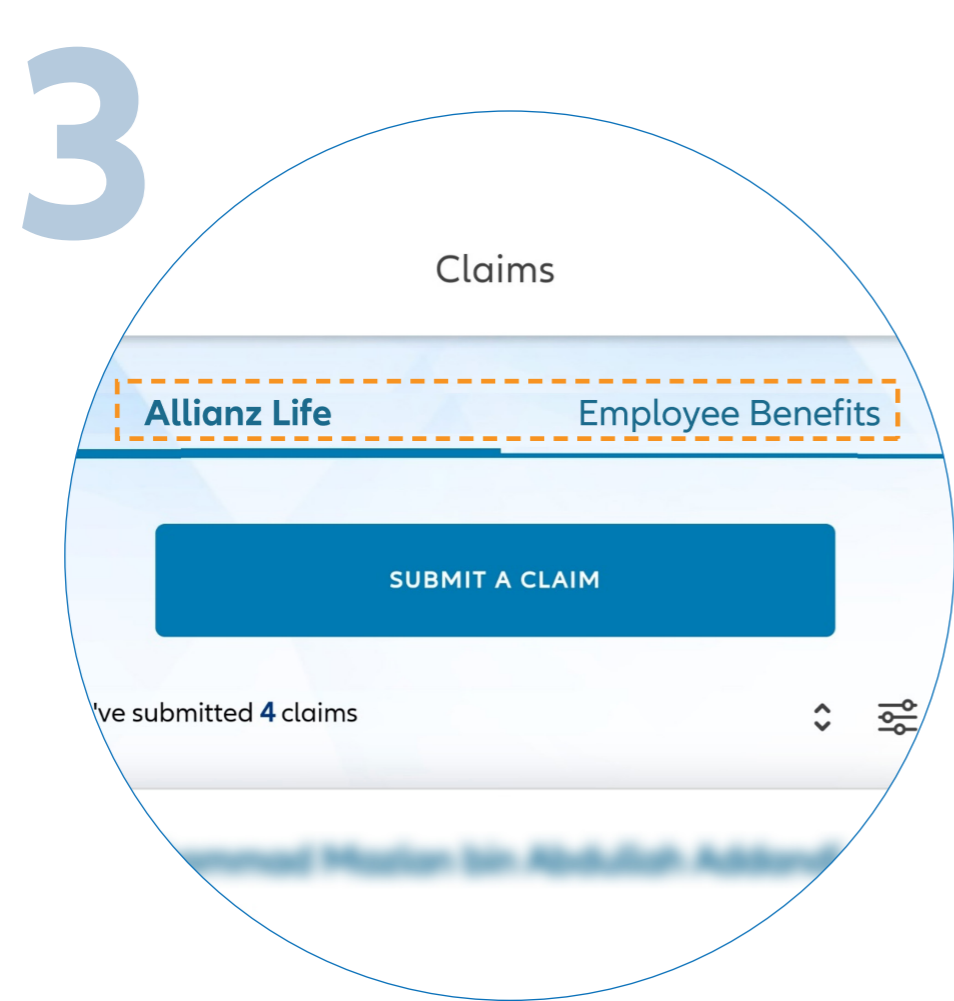 3
Claims
Allianz Life Employee Benefits
SUBMIT A CLAIM
've submitted 4 claims